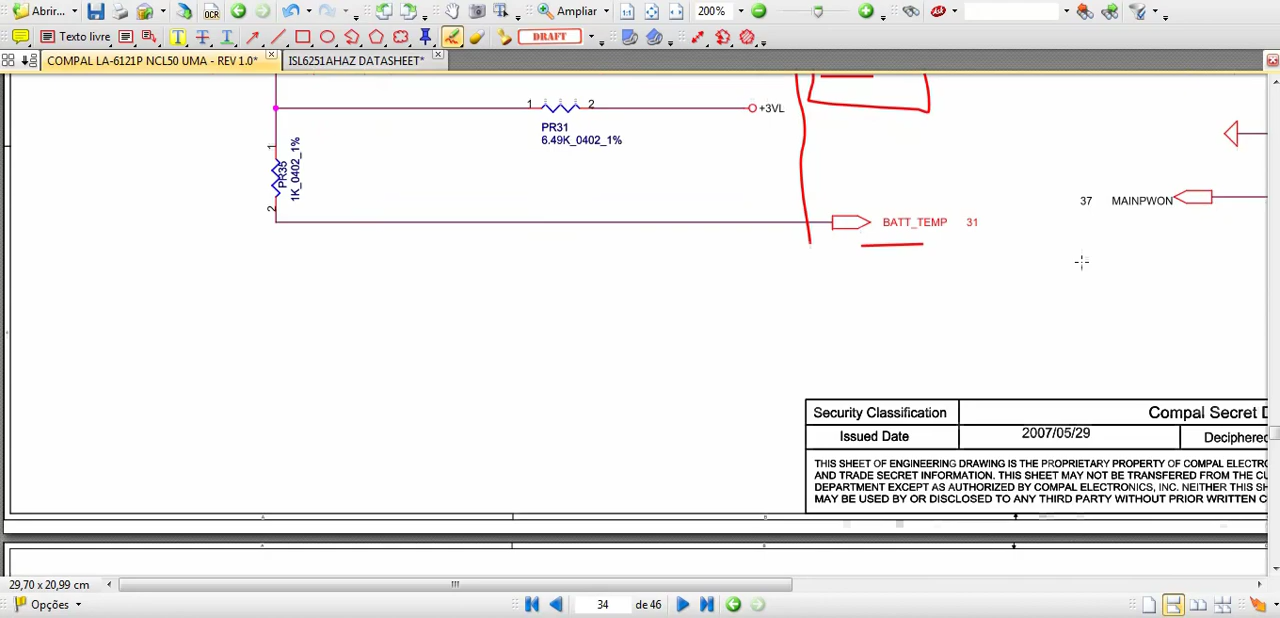 Abrir... OCR Ampliar 200%
Texto livre DRAFT
COMPAL LA-6121P NCL50 UMA - REV 1.0* ISL6251AHAZ DATASHEET*
1 2 +3VL
PR31
6.49K_0402_1%
1
PR35
1K_0402_1%
2
37 MAINPWON
BATT_TEMP 31
Security Classification Compal Secret D
Issued Date 2007/05/29 Deciphered
THIS SHEET OF ENGINEERING DRAWING IS THE PROPRIETARY PROPERTY OF COMPAL ELECTRO
AND TRADE SECRET INFORMATION. THIS SHEET MAY NOT BE TRANSFERED FROM THE CU
DEPARTMENT EXCEPT AS AUTHORIZED BY COMPAL ELECTRONICS, INC. NEITHER THIS SH
MAY BE USED BY OR DISCLOSED TO ANY THIRD PARTY WITHOUT PRIOR WRITTEN C
29,70 x 20,99 cm
Opções 34 de 46